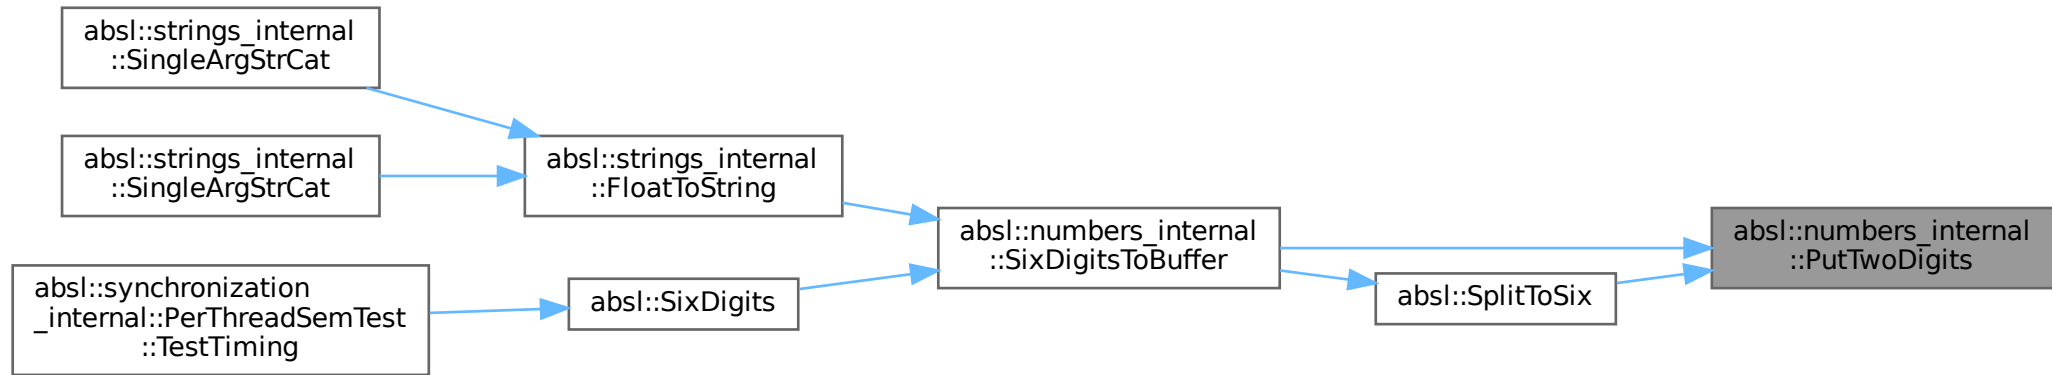 absl::strings_internal
::SingleArgStrCat
absl::strings_internal
::SingleArgStrCat
absl::synchronization
_internal::PerThreadSemTest
::TestTiming
absl::strings_internal
::FloatToString
absl::SixDigits
absl::numbers_internal
::SixDigitsToBuffer
absl::SplitToSix
absl::numbers_internal
::PutTwoDigits